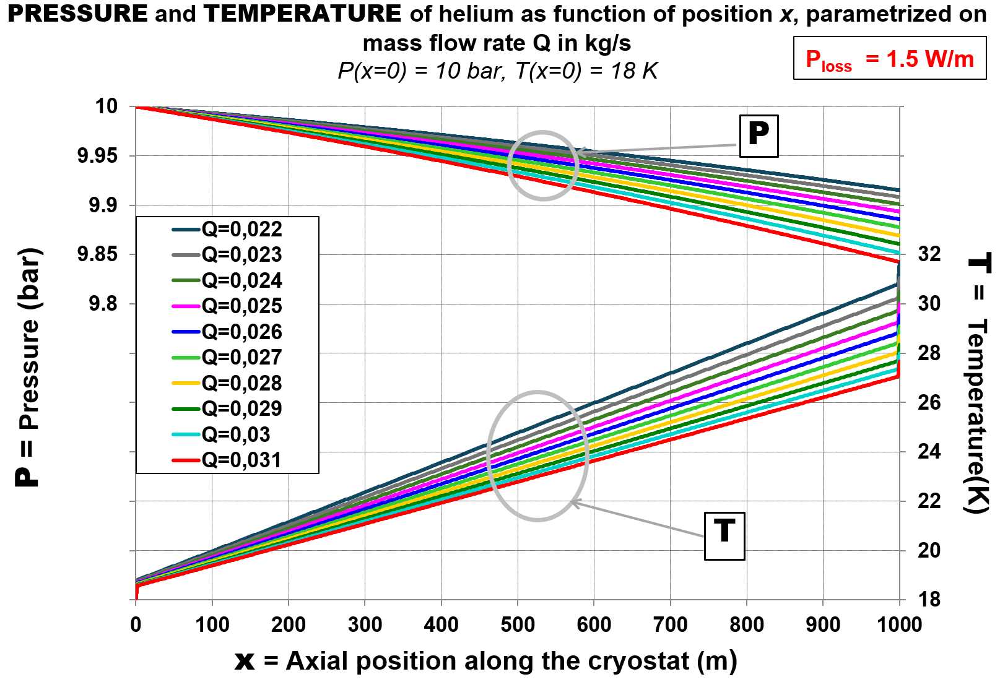 PRESSURE and TEMPERATURE of helium as function of position x, parametrized on
mass flow rate Q in kg/s
P(x=0) = 10 bar, T(x=0) = 18 K
Ploss = 1.5 W/m
10
9.95
9.9
9.85
9.8
P = Pressure (bar)
P
Q=0,022
Q=0,023
Q=0,024
Q=0,025
Q=0,026
Q=0,027
Q=0,028
Q=0,029
Q=0,03
Q=0,031
T
32
30
28
26
24
22
20
18
T = Temperature(K)
0 100 200 300 400 500 600 700 800 900 1000
x = Axial position along the cryostat (m)